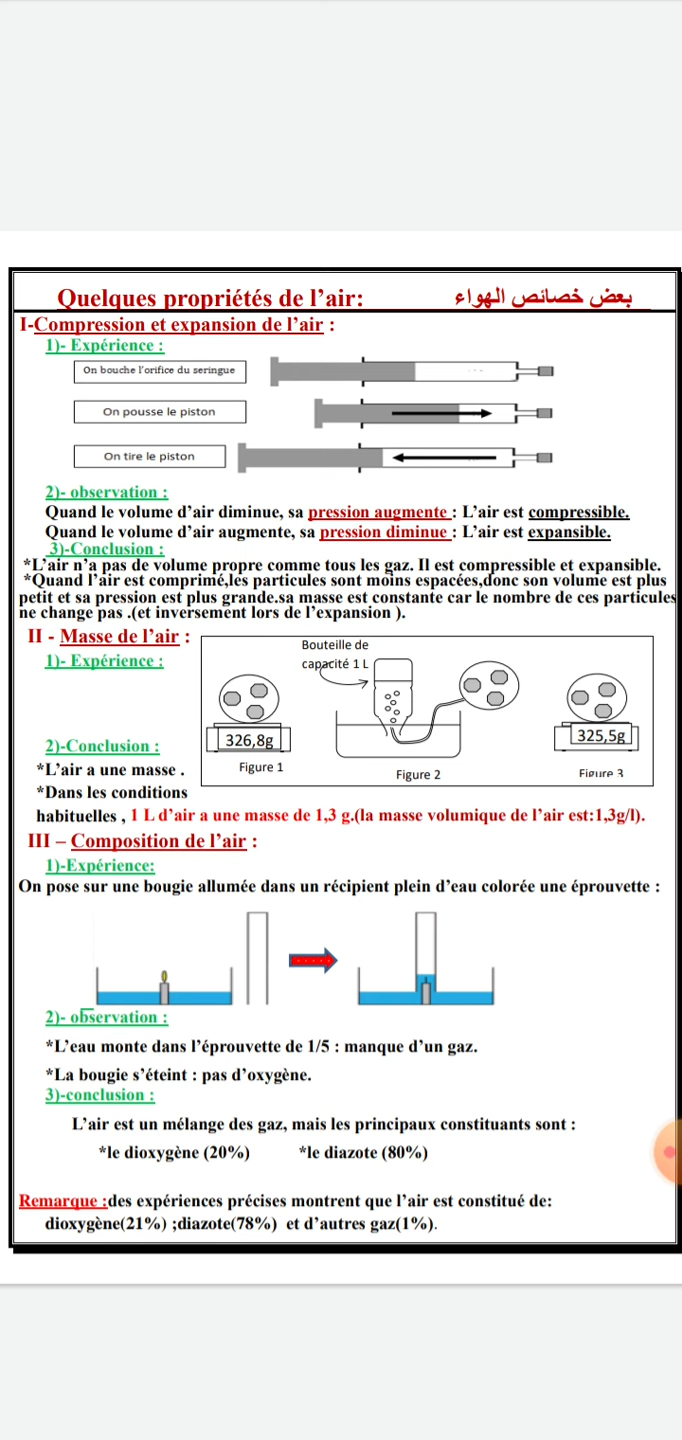 Quelques propriétés de l'air: بعض خصائص الهواء
I-Compression et expansion de l'air :
1)- Expérience :
On bouche l'orifice du seringue
On pousse le piston
On tire le piston
2)- observation :
Quand le volume d'air diminue, sa pression augmente : L'air est compressible.
Quand le volume d'air augmente, sa pression diminue : L'air est expansible.
3)-Conclusion :
*L'air n'a pas de volume propre comme tous les gaz. Il est compressible et expansible.
*Quand l'air est comprimé,les particules sont moins espacées,donc son volume est plus
petit et sa pression est plus grande.sa masse est constante car le nombre de ces particules
ne change pas .(et inversement lors de l'expansion ).
II - Masse de l'air :
1)- Expérience :
Bouteille de
capacité 1 L
326,8g
325,5g
Figure 1
Figure 2
Figure 3
2)-Conclusion :
*L'air a une masse .
*Dans les conditions
habituelles , 1 L d'air a une masse de 1,3 g.(la masse volumique de l'air est:1,3g/l).
III – Composition de l'air :
1)-Expérience:
On pose sur une bougie allumée dans un récipient plein d'eau colorée une éprouvette :
2)- observation :
*L'eau monte dans l'éprouvette de 1/5 : manque d'un gaz.
*La bougie s'éteint : pas d'oxygène.
3)-conclusion :
L'air est un mélange des gaz, mais les principaux constituants sont :
*le dioxygène (20%) *le diazote (80%)
Remarque :des expériences précises montrent que l'air est constitué de:
dioxygène(21%) ;diazote(78%) et d'autres gaz(1%).